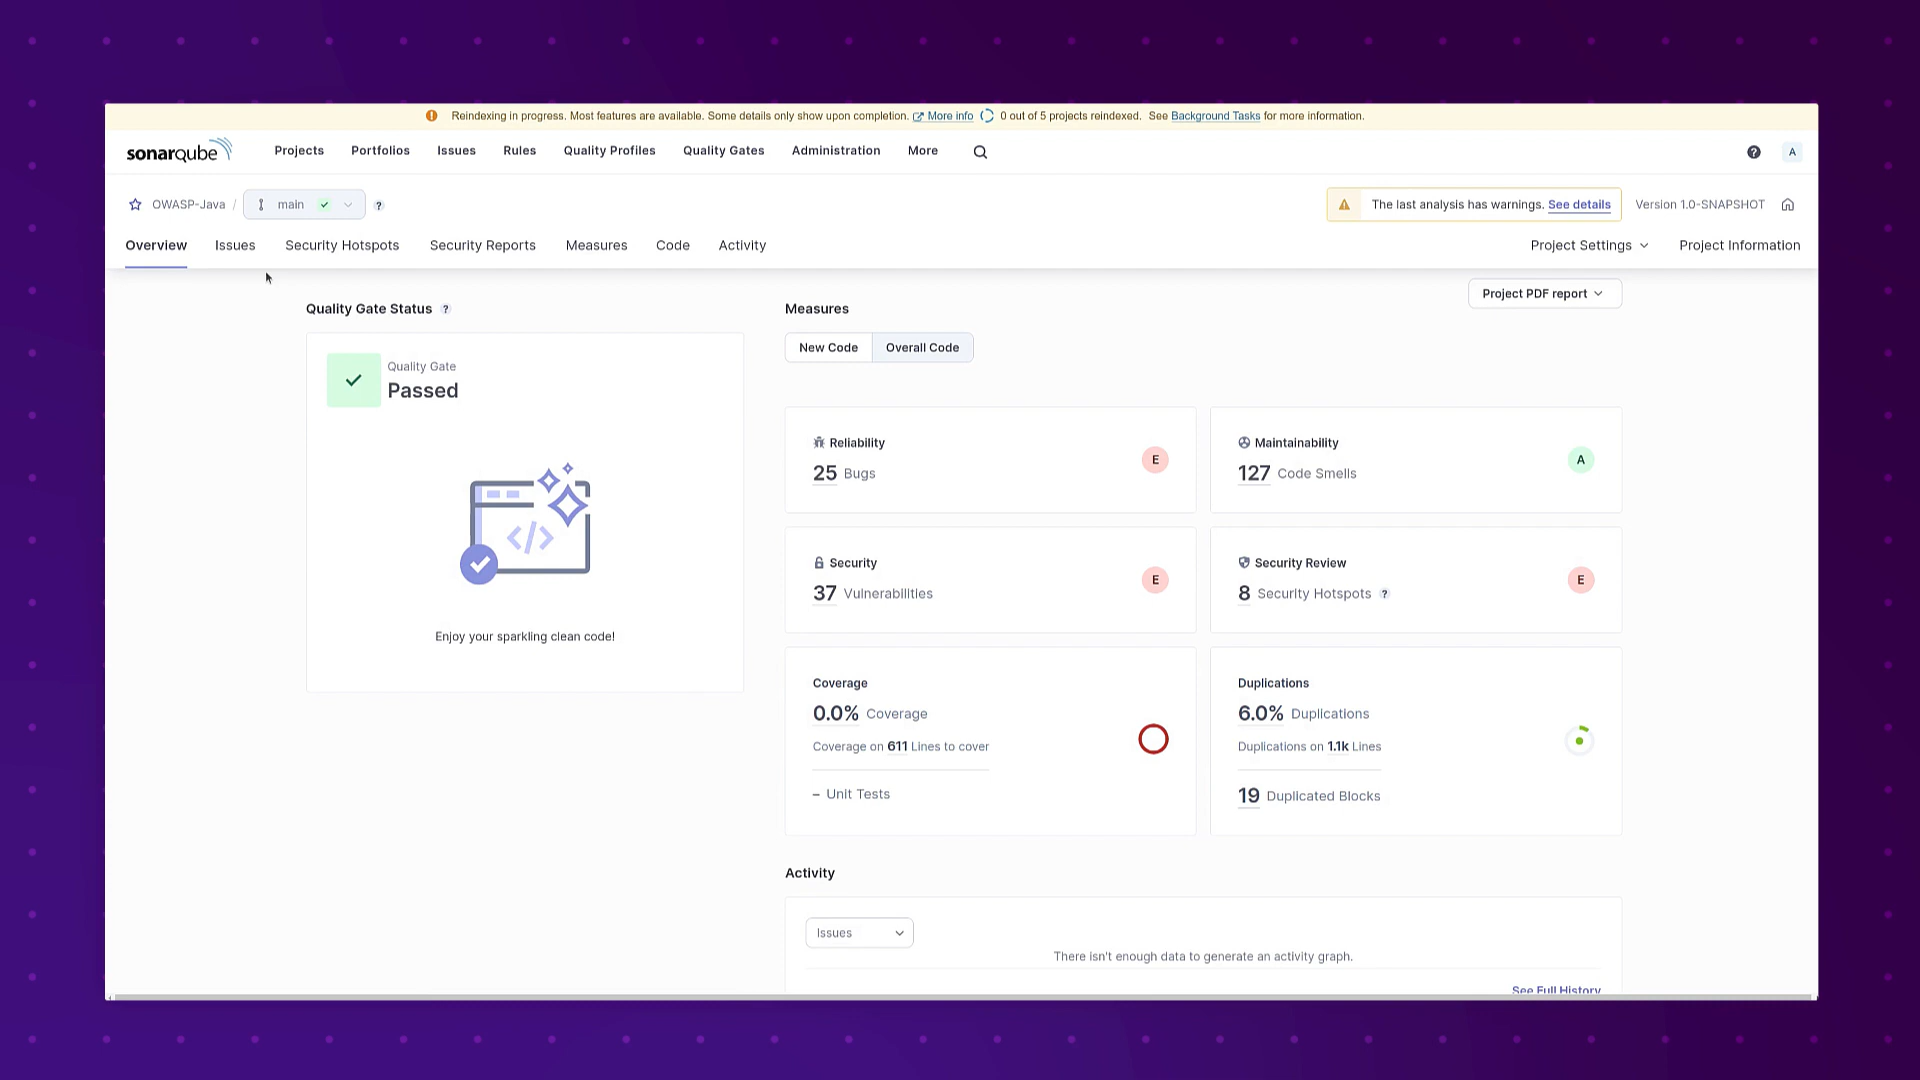 Reindexing in progress. Most features are available. Some details only show upon completion. More info 0 out of 5 projects reindexed. See Background Tasks for more information.
sonarqube Projects Portfolios Issues Rules Quality Profiles Quality Gates Administration More ? A
OWASP-Java / main ? The last analysis has warnings. See details Version 1.0-SNAPSHOT
Overview Issues Security Hotspots Security Reports Measures Code Activity Project Settings Project Information
Project PDF report
Quality Gate Status ?
Quality Gate
Passed
</>
Enjoy your sparkling clean code!
Measures
New Code Overall Code
Reliability
25 Bugs E
Maintainability
127 Code Smells A
Security
37 Vulnerabilities E
Security Review
8 Security Hotspots ? E
Coverage
0.0% Coverage
Coverage on 611 Lines to cover
– Unit Tests
Duplications
6.0% Duplications
Duplications on 1.1k Lines
19 Duplicated Blocks
Activity
Issues
There isn't enough data to generate an activity graph.
See Full History